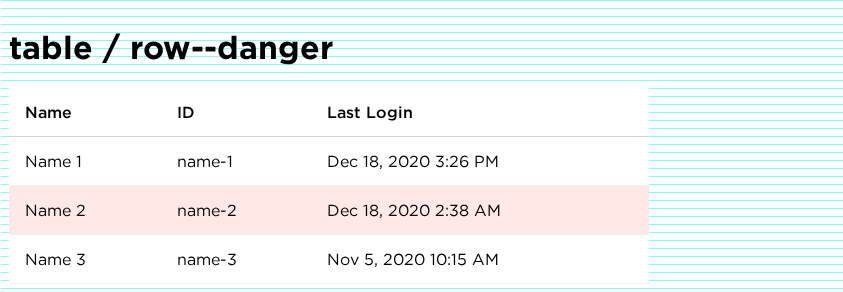 table / row--danger
Name ID Last Login
Name 1 name-1 Dec 18, 2020 3:26 PM
Name 2 name-2 Dec 18, 2020 2:38 AM
Name 3 name-3 Nov 5, 2020 10:15 AM